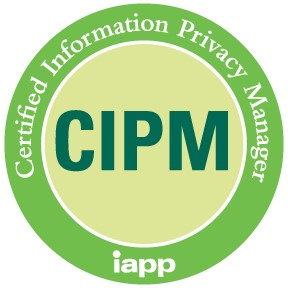 Certified Information Privacy Manager
CIPM
iapp